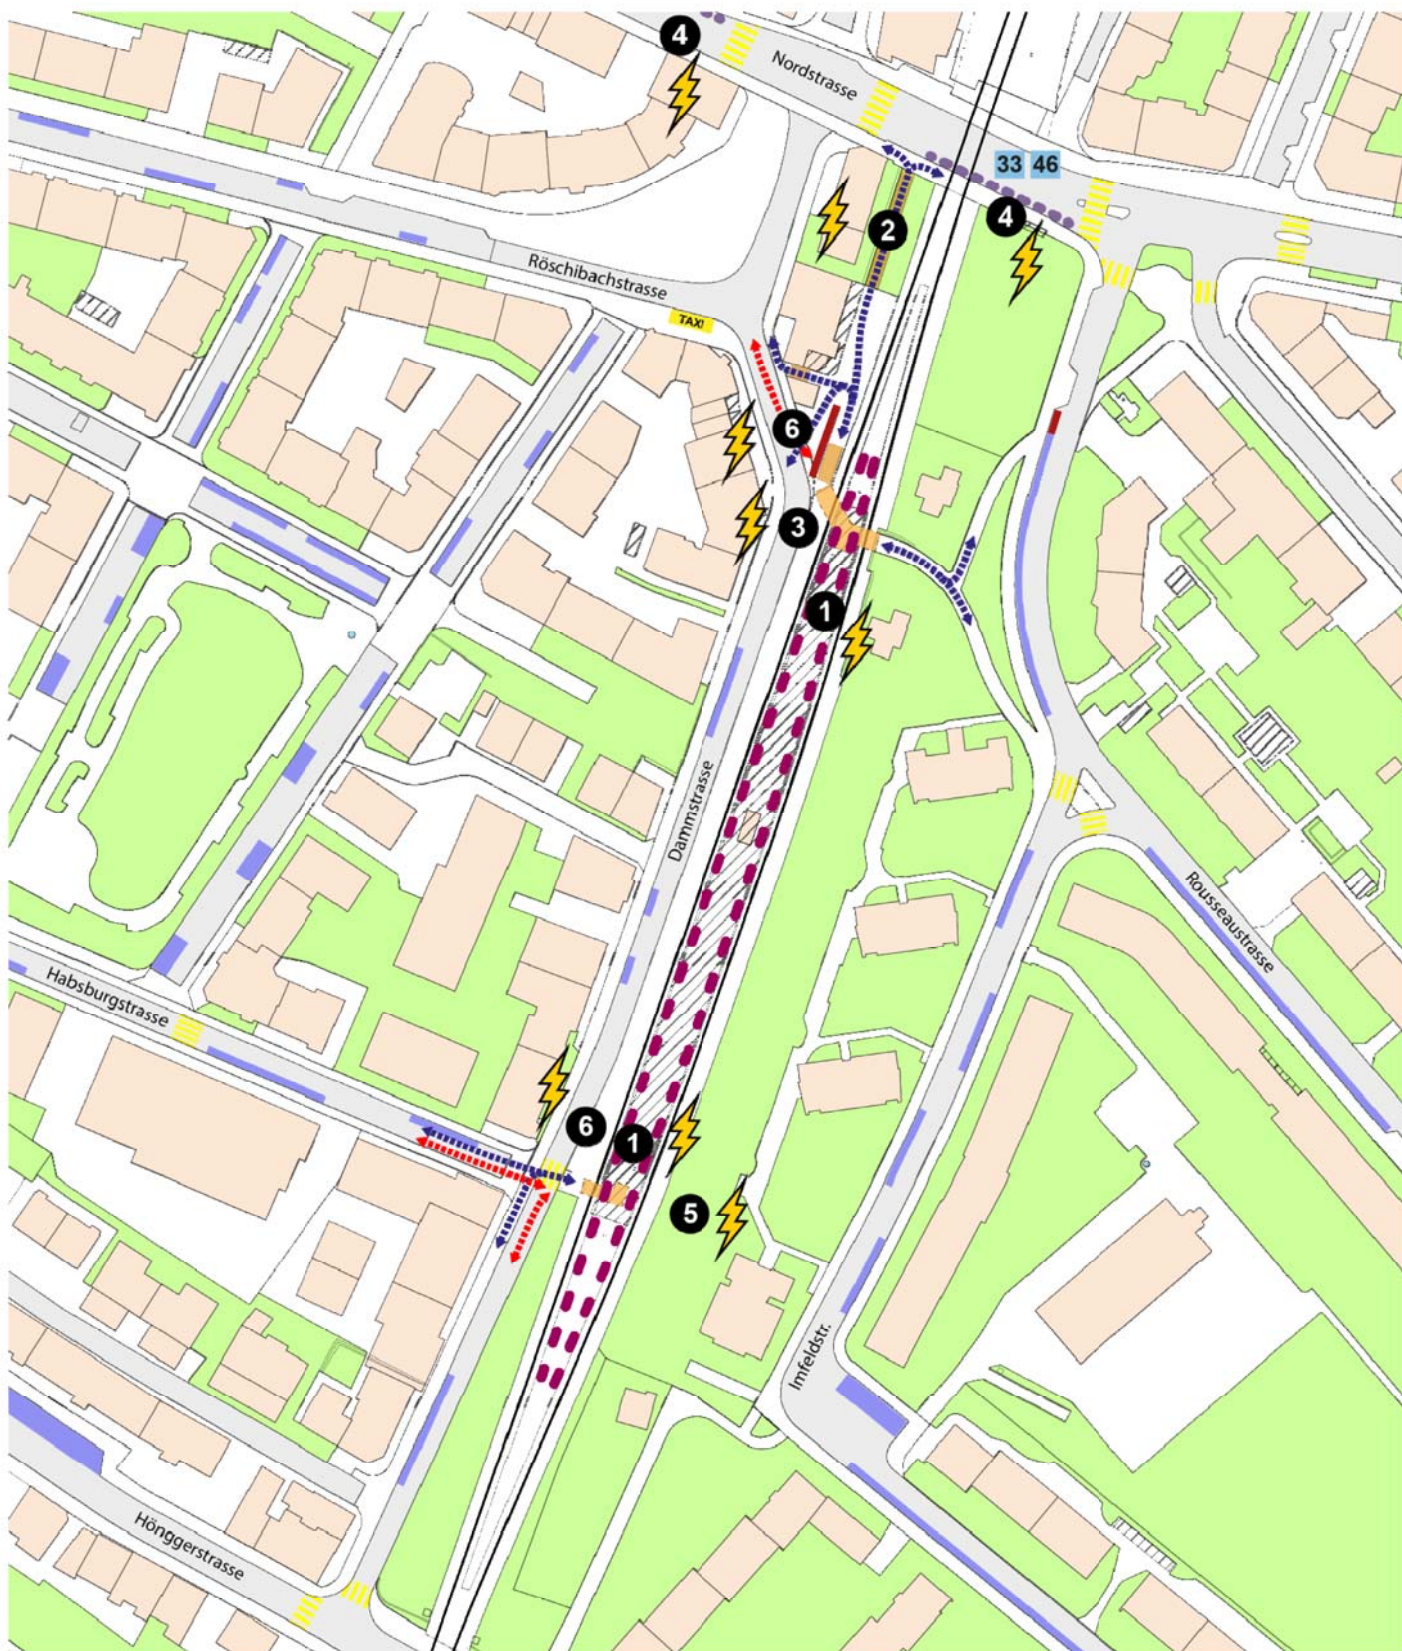 4
Nordstrasse
33 46
4
2
Röschibachstrasse
TAXI
6
3
1
Dammstrasse
Rousseaustrasse
Habsburgstrasse
6
1
5
Imfeldstr.
Hönggerstrasse